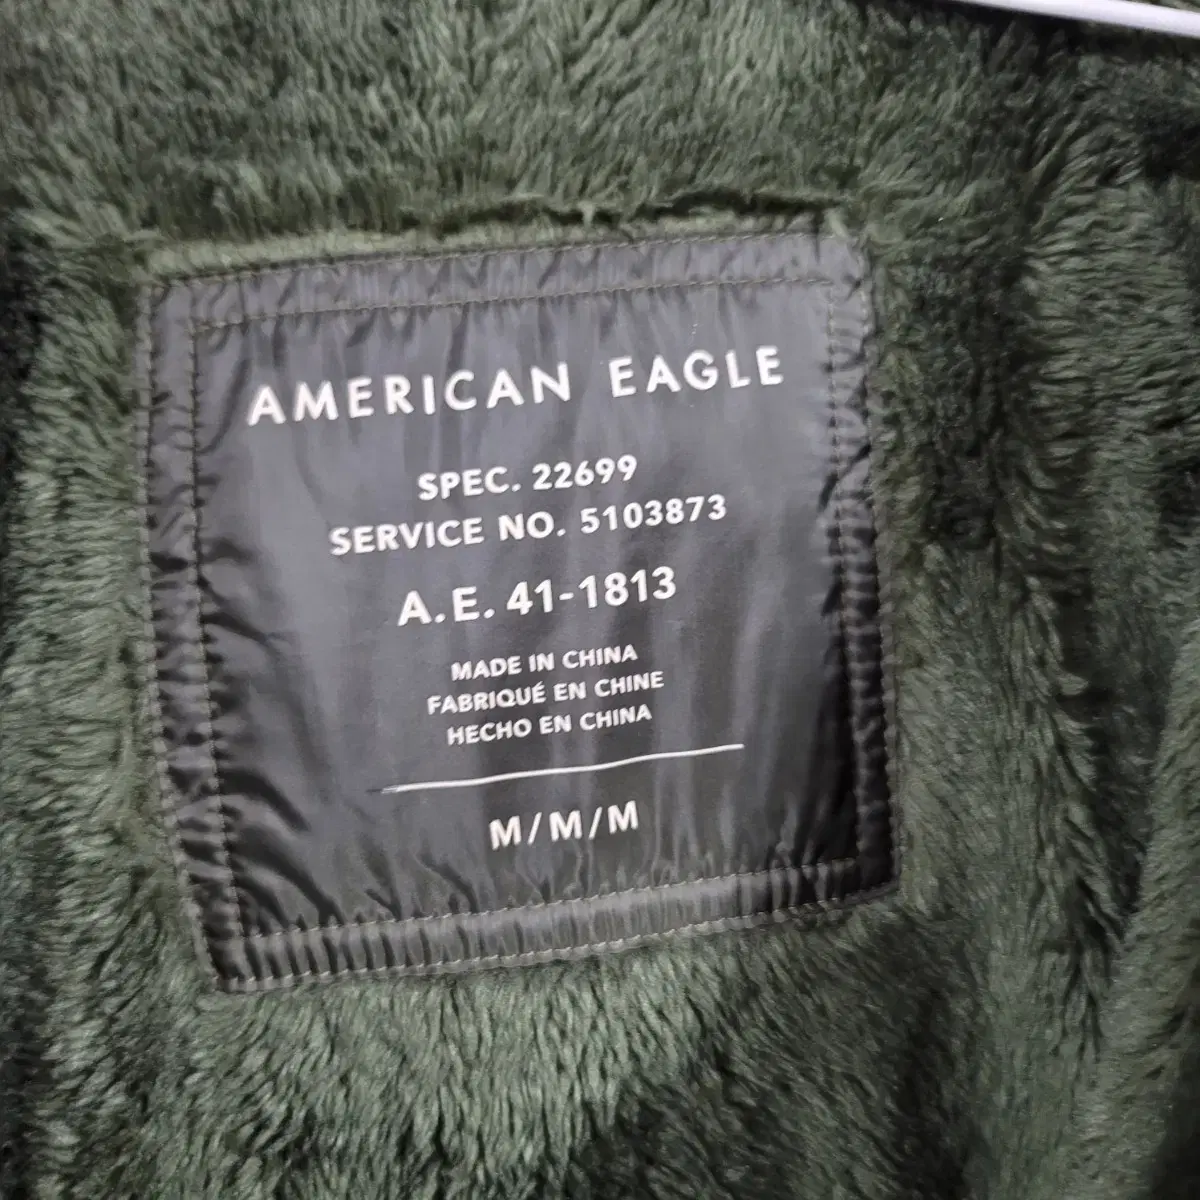 AMERICAN EAGLE
SPEC. 22699
SERVICE NO. 5103873
A.E. 41-1813
MADE IN CHINA
FABRIQUÉ EN CHINE
HECHO EN CHINA
M/M/M